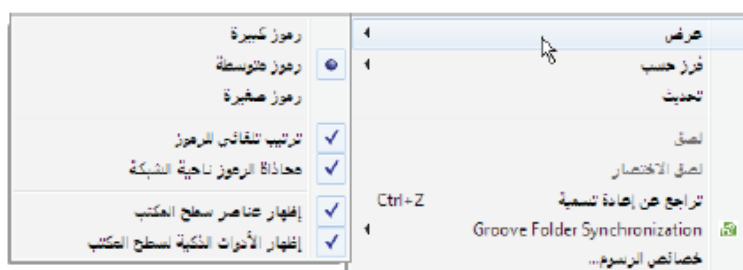 عرض
فرز حسب
تحديث
لصق
لصق الاختصار
تراجع عن إعادة تسمية Ctrl+Z
Groove Folder Synchronization
خصائص الرسوم...
رموز كبيرة
رموز متوسطة
رموز صغيرة
ترتيب تلقائي للرموز
محاذاة الرموز ناحية الشبكة
إظهار عناصر سطح المكتب
إظهار الأدوات الذكية لسطح المكتب